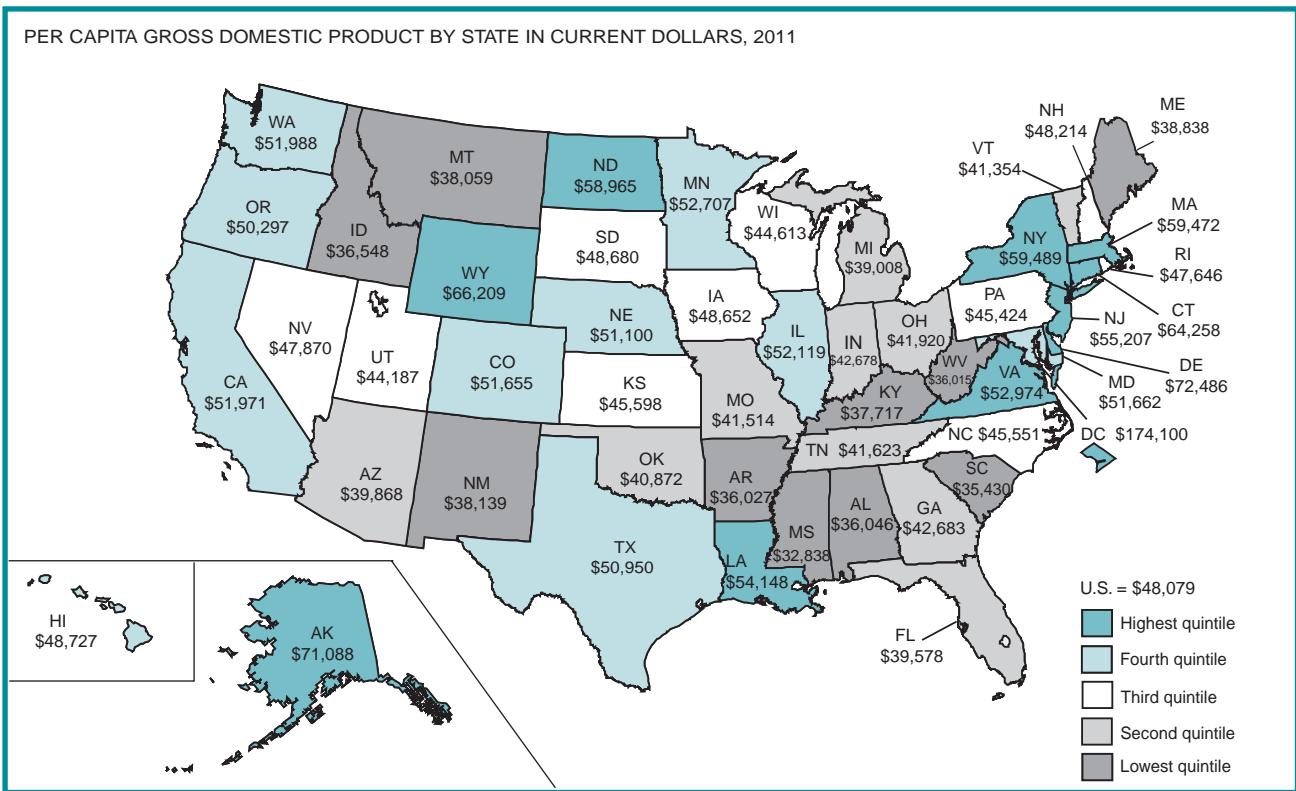 PER CAPITA GROSS DOMESTIC PRODUCT BY STATE IN CURRENT DOLLARS, 2011
WA
$51,988
OR
$50,297
CA
$51,971
NV
$47,870
ID
$36,548
MT
$38,059
WY
$66,209
UT
$44,187
CO
$51,655
AZ
$39,868
NM
$38,139
ND
$58,965
SD
$48,680
NE
$51,100
KS
$45,598
OK
$40,872
TX
$50,950
MN
$52,707
IA
$48,652
MO
$41,514
AR
$36,027
LA
$54,148
WI
$44,613
IL
$52,119
MI
$39,008
IN
$42,678
OH
$41,920
KY
$37,717
TN $41,623
MS
$32,838
AL
$36,046
GA
$42,683
FL
$39,578
SC
$35,430
NC $45,551
VA
$52,974
WV
$36,015
PA
$45,424
NY
$59,489
VT
$41,354
NH
$48,214
ME
$38,838
MA
$59,472
RI
$47,646
CT
$64,258
NJ
$55,207
DE
$72,486
MD
$51,662
DC $174,100
HI
$48,727
AK
$71,088
U.S. = $48,079
Highest quintile
Fourth quintile
Third quintile
Second quintile
Lowest quintile